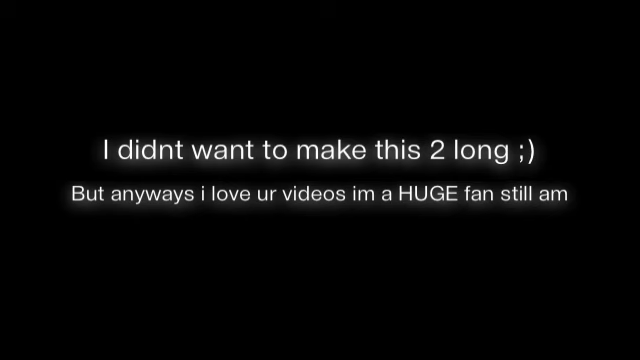 I didnt want to make this 2 long ;)
But anyways i love ur videos im a HUGE fan still am